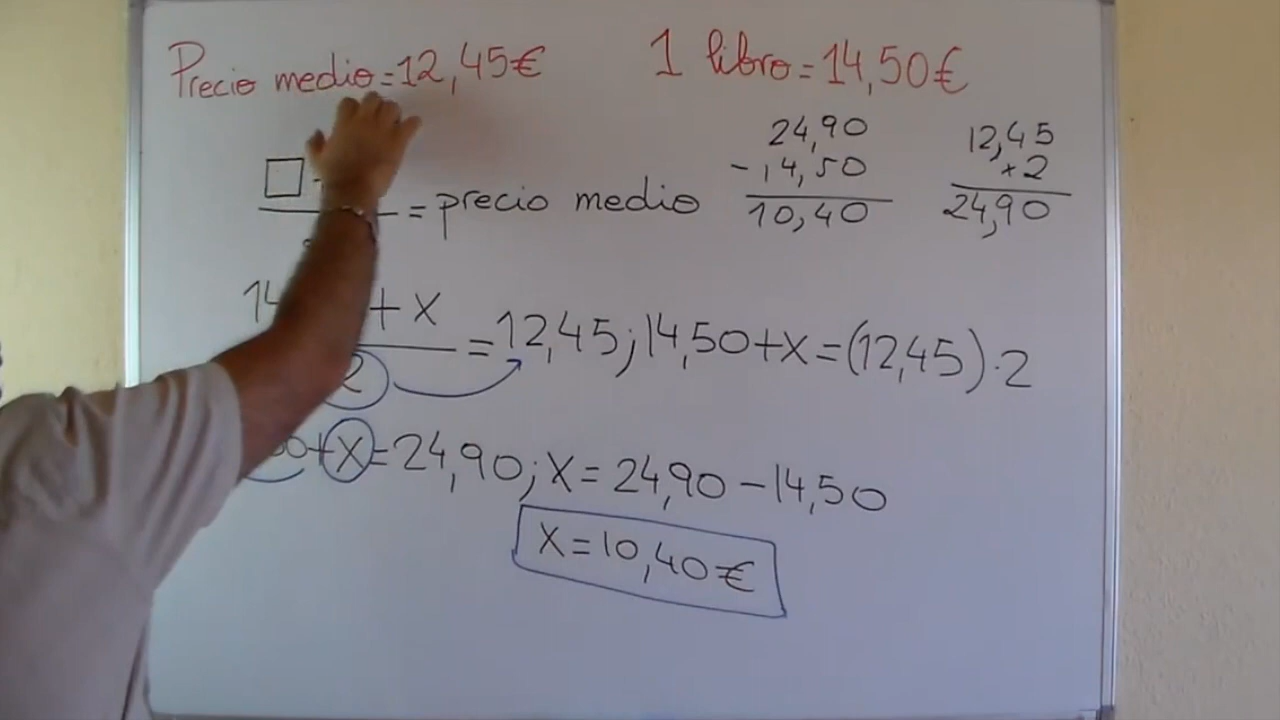 Precio medio=12,45€
1 libro=14,50€
= precio medio
24,90
-14,50
10,40
12,45
×2
24,90
+ x
2
= 12,45; 14,50+x=(12,45)·2
+x=24,90; x=24,90-14,50
x=10,40€